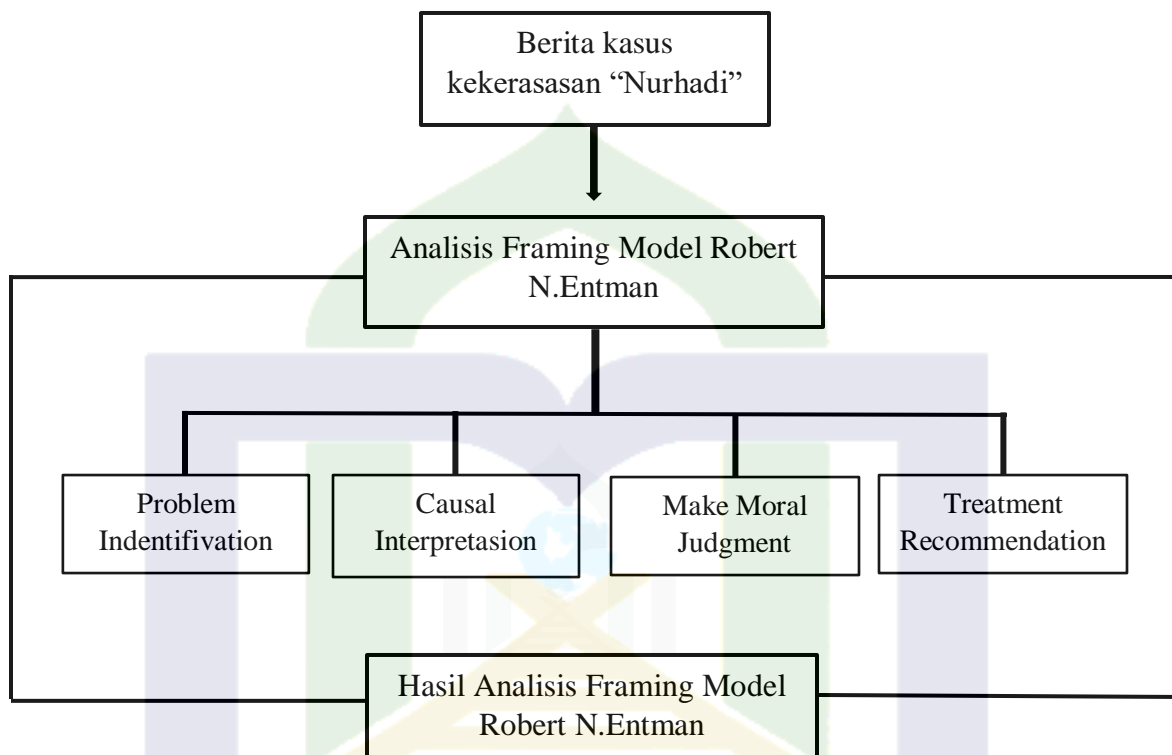 Berita kasus
kekerasasan “Nurhadi”
Analisis Framing Model Robert
N.Entman
Problem
Indentifivation
Causal
Interpretasion
Make Moral
Judgment
Treatment
Recommendation
Hasil Analisis Framing Model
Robert N.Entman